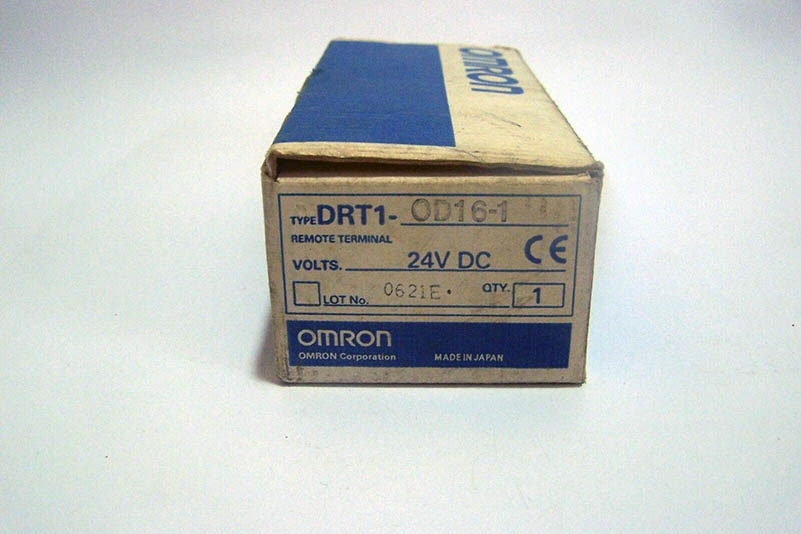 OMRON
TYPE DRT1- OD16-1
REMOTE TERMINAL
VOLTS. 24V DC CE
LOT No. 0621E. QTY. 1
OMRON
OMRON Corporation MADE IN JAPAN